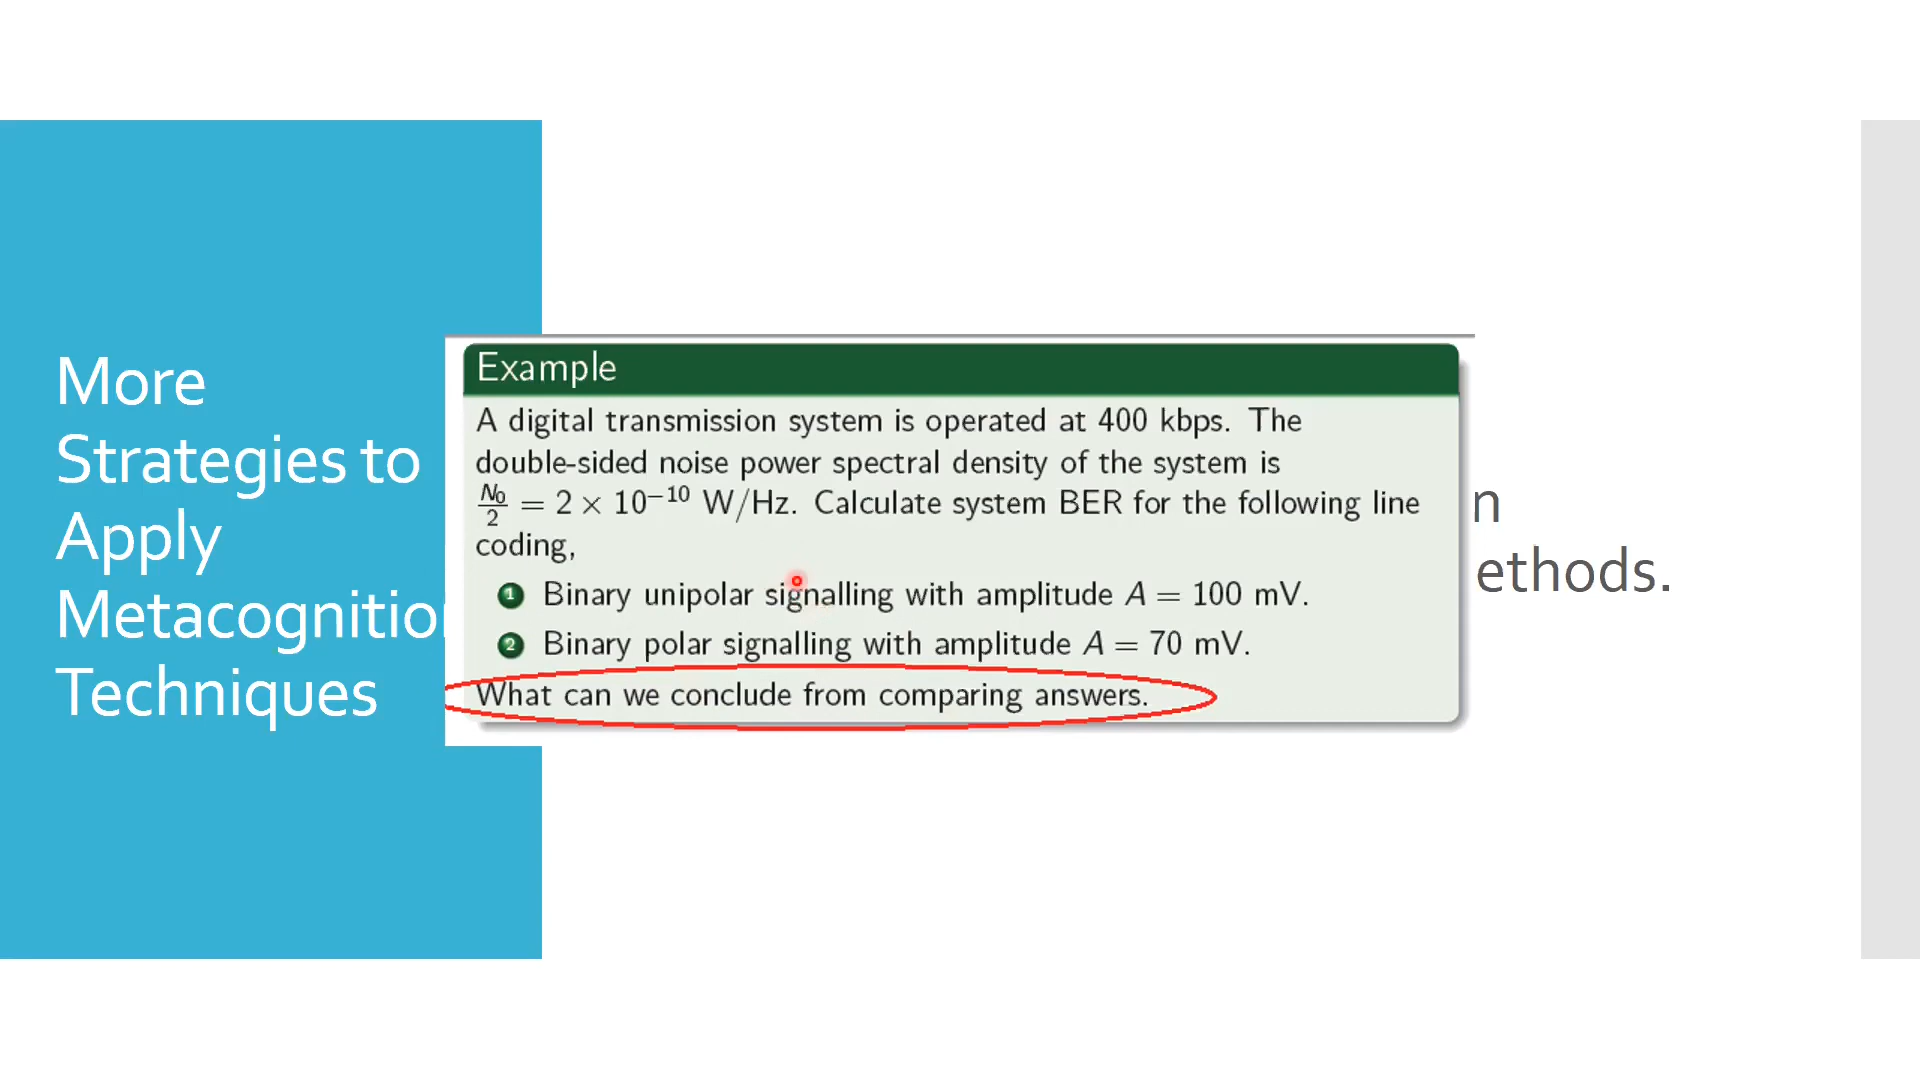 More
Strategies to
Apply
Metacognition
Techniques
Example
A digital transmission system is operated at 400 kbps. The
double-sided noise power spectral density of the system is
N₀/2 = 2 × 10⁻¹⁰ W/Hz. Calculate system BER for the following line
coding,
1 Binary unipolar signalling with amplitude A = 100 mV.
2 Binary polar signalling with amplitude A = 70 mV.
What can we conclude from comparing answers.
n
ethods.